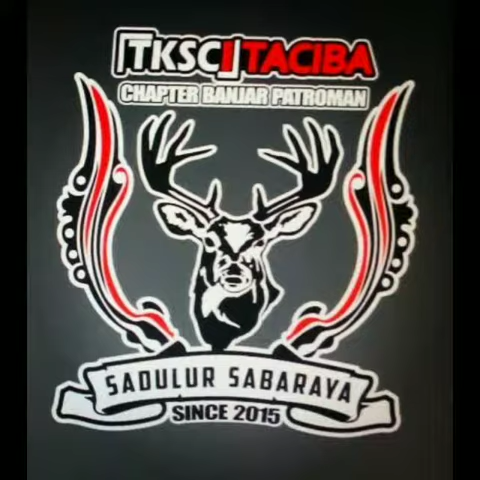 TKSCI TACIBA
CHAPTER BANJAR PATROMAN
SADULUR SABARAYA
SINCE 2015